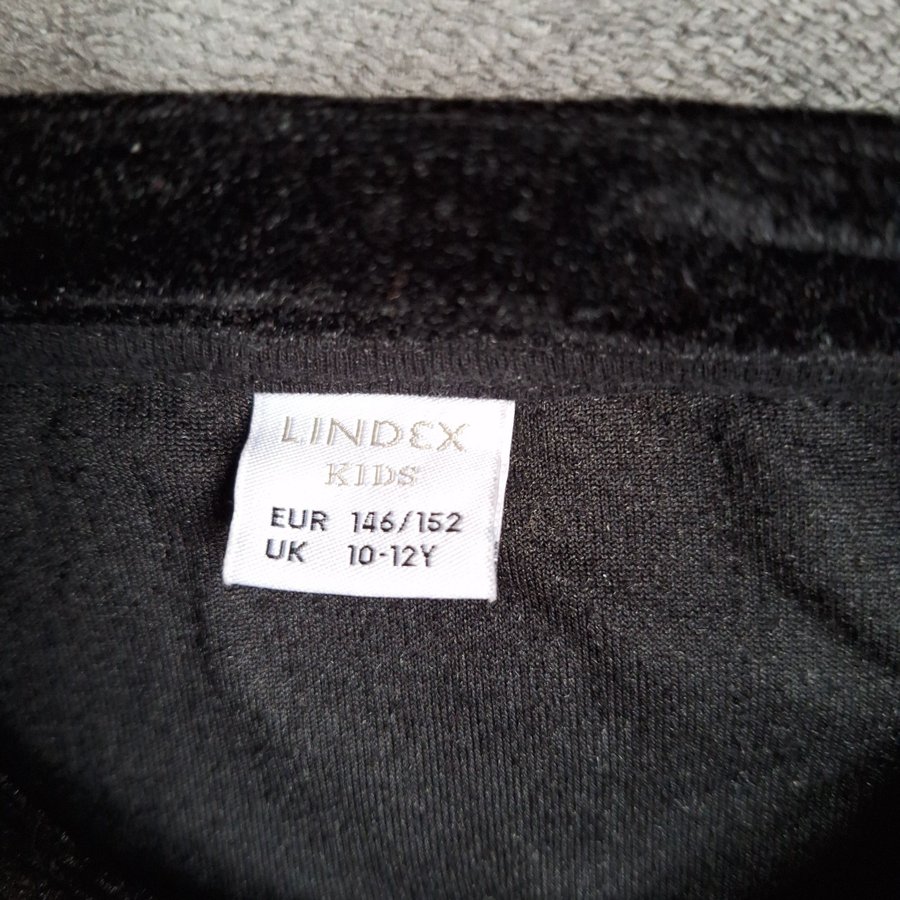 LINDEX
KIDS
EUR 146/152
UK 10-12Y